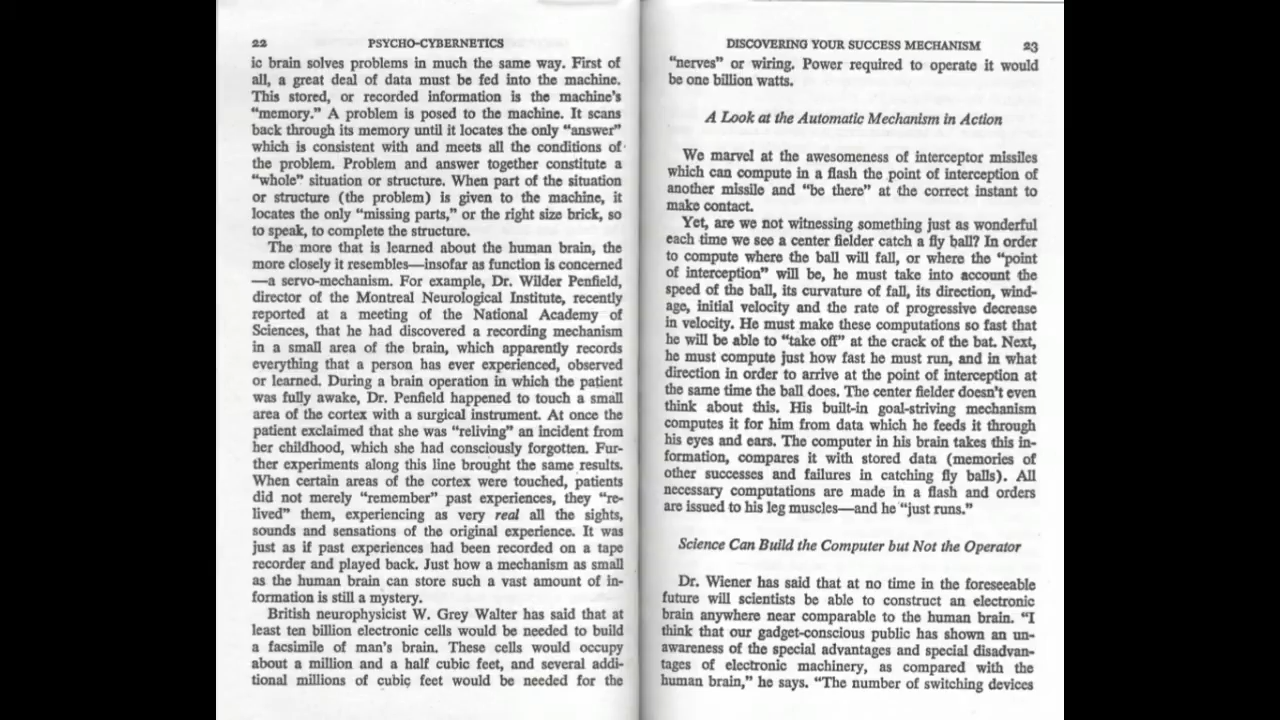 22 PSYCHO-CYBERNETICS
ic brain solves problems in much the same way. First of
all, a great deal of data must be fed into the machine.
This stored, or recorded information is the machine's
“memory.” A problem is posed to the machine. It scans
back through its memory until it locates the only “answer”
which is consistent with and meets all the conditions of
the problem. Problem and answer together constitute a
“whole” situation or structure. When part of the situation
or structure (the problem) is given to the machine, it
locates the only “missing parts,” or the right size brick, so
to speak, to complete the structure.
The more that is learned about the human brain, the
more closely it resembles—insofar as function is concerned
—a servo-mechanism. For example, Dr. Wilder Penfield,
director of the Montreal Neurological Institute, recently
reported at a meeting of the National Academy of
Sciences, that he had discovered a recording mechanism
in a small area of the brain, which apparently records
everything that a person has ever experienced, observed
or learned. During a brain operation in which the patient
was fully awake, Dr. Penfield happened to touch a small
area of the cortex with a surgical instrument. At once the
patient exclaimed that she was “reliving” an incident from
her childhood, which she had consciously forgotten. Fur-
ther experiments along this line brought the same results.
When certain areas of the cortex were touched, patients
did not merely “remember” past experiences, they “re-
lived” them, experiencing as very real all the sights,
sounds and sensations of the original experience. It was
just as if past experiences had been recorded on a tape
recorder and played back. Just how a mechanism as small
as the human brain can store such a vast amount of in-
formation is still a mystery.
British neurophysicist W. Grey Walter has said that at
least ten billion electronic cells would be needed to build
a facsimile of man's brain. These cells would occupy
about a million and a half cubic feet, and several addi-
tional millions of cubic feet would be needed for the
DISCOVERING YOUR SUCCESS MECHANISM 23
“nerves” or wiring. Power required to operate it would
be one billion watts.
A Look at the Automatic Mechanism in Action
We marvel at the awesomeness of interceptor missiles
which can compute in a flash the point of interception of
another missile and “be there” at the correct instant to
make contact.
Yet, are we not witnessing something just as wonderful
each time we see a center fielder catch a fly ball? In order
to compute where the ball will fall, or where the “point
of interception” will be, he must take into account the
speed of the ball, its curvature of fall, its direction, wind-
age, initial velocity and the rate of progressive decrease
in velocity. He must make these computations so fast that
he will be able to “take off” at the crack of the bat. Next,
he must compute just how fast he must run, and in what
direction in order to arrive at the point of interception at
the same time the ball does. The center fielder doesn't even
think about this. His built-in goal-striving mechanism
computes it for him from data which he feeds it through
his eyes and ears. The computer in his brain takes this in-
formation, compares it with stored data (memories of
other successes and failures in catching fly balls). All
necessary computations are made in a flash and orders
are issued to his leg muscles—and he “just runs.”
Science Can Build the Computer but Not the Operator
Dr. Wiener has said that at no time in the foreseeable
future will scientists be able to construct an electronic
brain anywhere near comparable to the human brain. “I
think that our gadget-conscious public has shown an un-
awareness of the special advantages and special disadvan-
tages of electronic machinery, as compared with the
human brain,” he says. “The number of switching devices